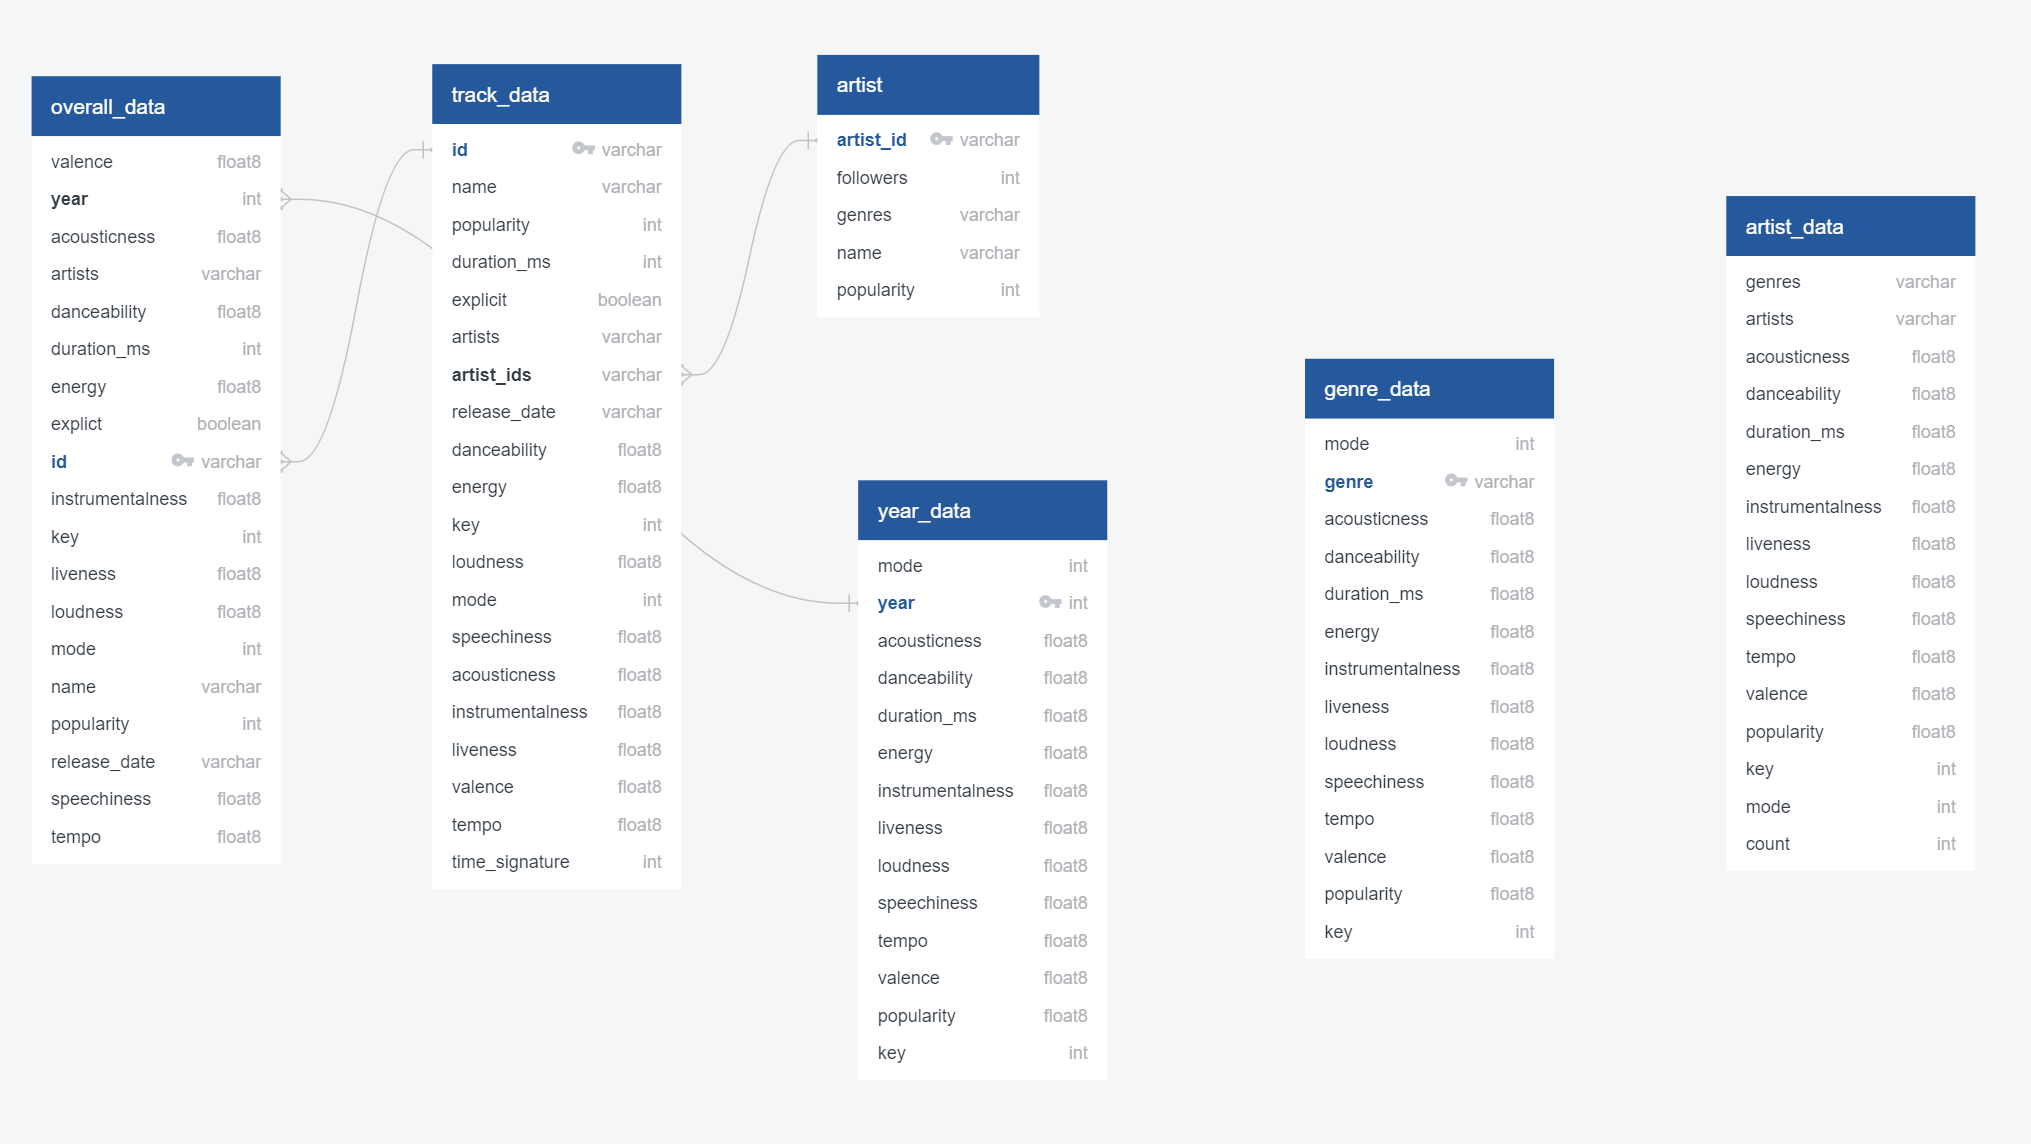 overall_data
valence float8
year int
acousticness float8
artists varchar
danceability float8
duration_ms int
energy float8
explict boolean
id varchar
instrumentalness float8
key int
liveness float8
loudness float8
mode int
name varchar
popularity int
release_date varchar
speechiness float8
tempo float8
track_data
id varchar
name varchar
popularity int
duration_ms int
explicit boolean
artists varchar
artist_ids varchar
release_date varchar
danceability float8
energy float8
key int
loudness float8
mode int
speechiness float8
acousticness float8
instrumentalness float8
liveness float8
valence float8
tempo float8
time_signature int
artist
artist_id varchar
followers int
genres varchar
name varchar
popularity int
year_data
mode int
year int
acousticness float8
danceability float8
duration_ms float8
energy float8
instrumentalness float8
liveness float8
loudness float8
speechiness float8
tempo float8
valence float8
popularity float8
key int
genre_data
mode int
genre varchar
acousticness float8
danceability float8
duration_ms float8
energy float8
instrumentalness float8
liveness float8
loudness float8
speechiness float8
tempo float8
valence float8
popularity float8
key int
artist_data
genres varchar
artists varchar
acousticness float8
danceability float8
duration_ms float8
energy float8
instrumentalness float8
liveness float8
loudness float8
speechiness float8
tempo float8
valence float8
popularity float8
key int
mode int
count int